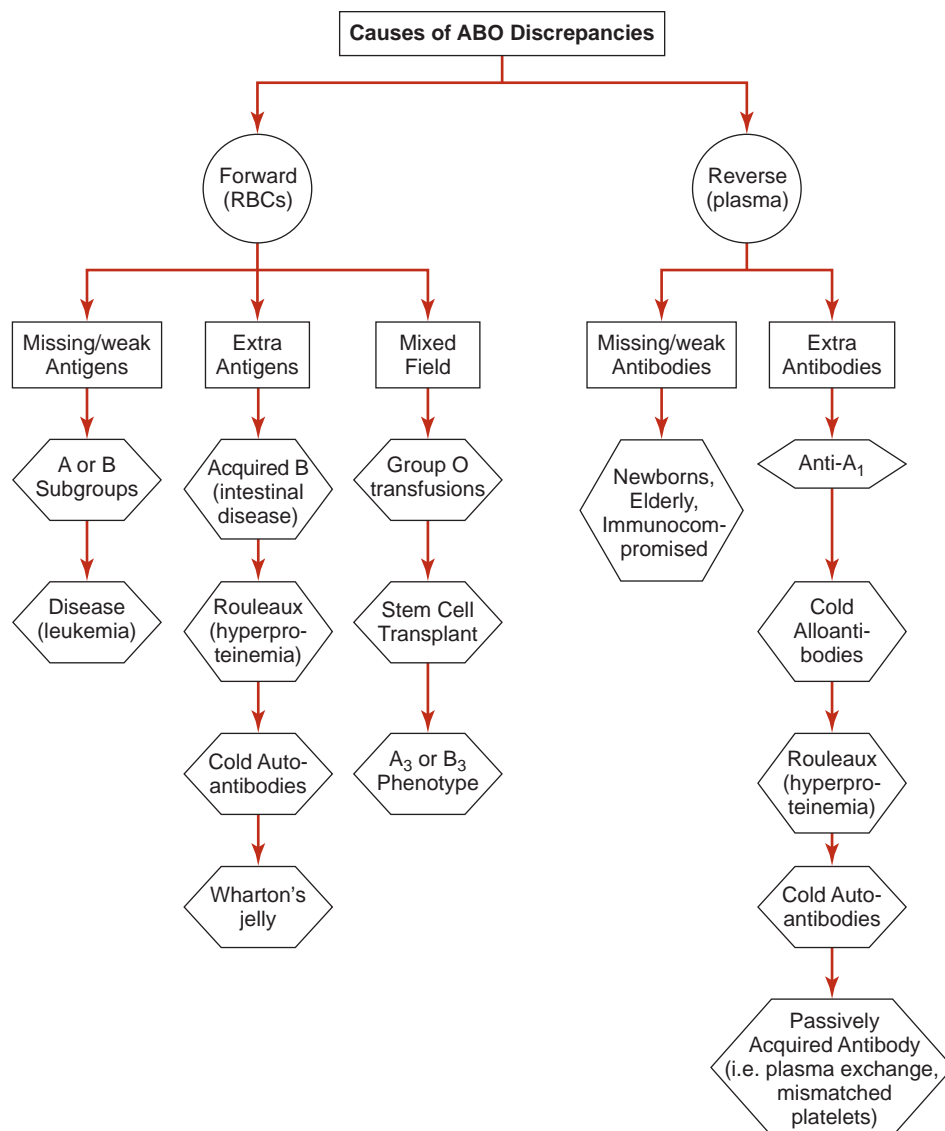 Causes of ABO Discrepancies
Forward
(RBCs)
Reverse
(plasma)
Missing/weak
Antigens
Extra
Antigens
Mixed
Field
Missing/weak
Antibodies
Extra
Antibodies
A or B
Subgroups
Disease
(leukemia)
Acquired B
(intestinal
disease)
Rouleaux
(hyperpro-
teinemia)
Cold Auto-
antibodies
Wharton's
jelly
Group O
transfusions
Stem Cell
Transplant
A₃ or B₃
Phenotype
Newborns,
Elderly,
Immunocom-
promised
Anti-A₁
Cold
Alloanti-
bodies
Rouleaux
(hyperpro-
teinemia)
Cold Auto-
antibodies
Passively
Acquired Antibody
(i.e. plasma exchange,
mismatched
platelets)